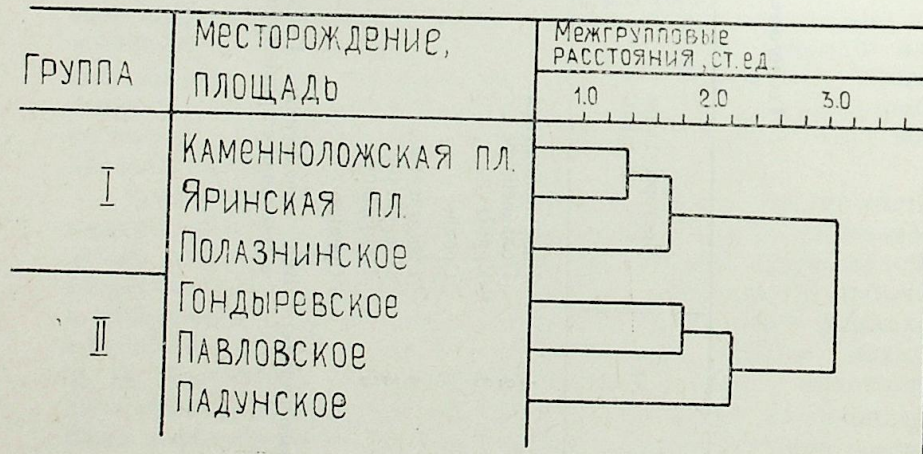 Группа
Месторождение,
площадь
Межгрупповые
расстояния, ст.ед.
1.0 2.0 3.0
I
Каменноложская пл.
Яринская пл.
Полазнинское
II
Гондыревское
Павловское
Падунское